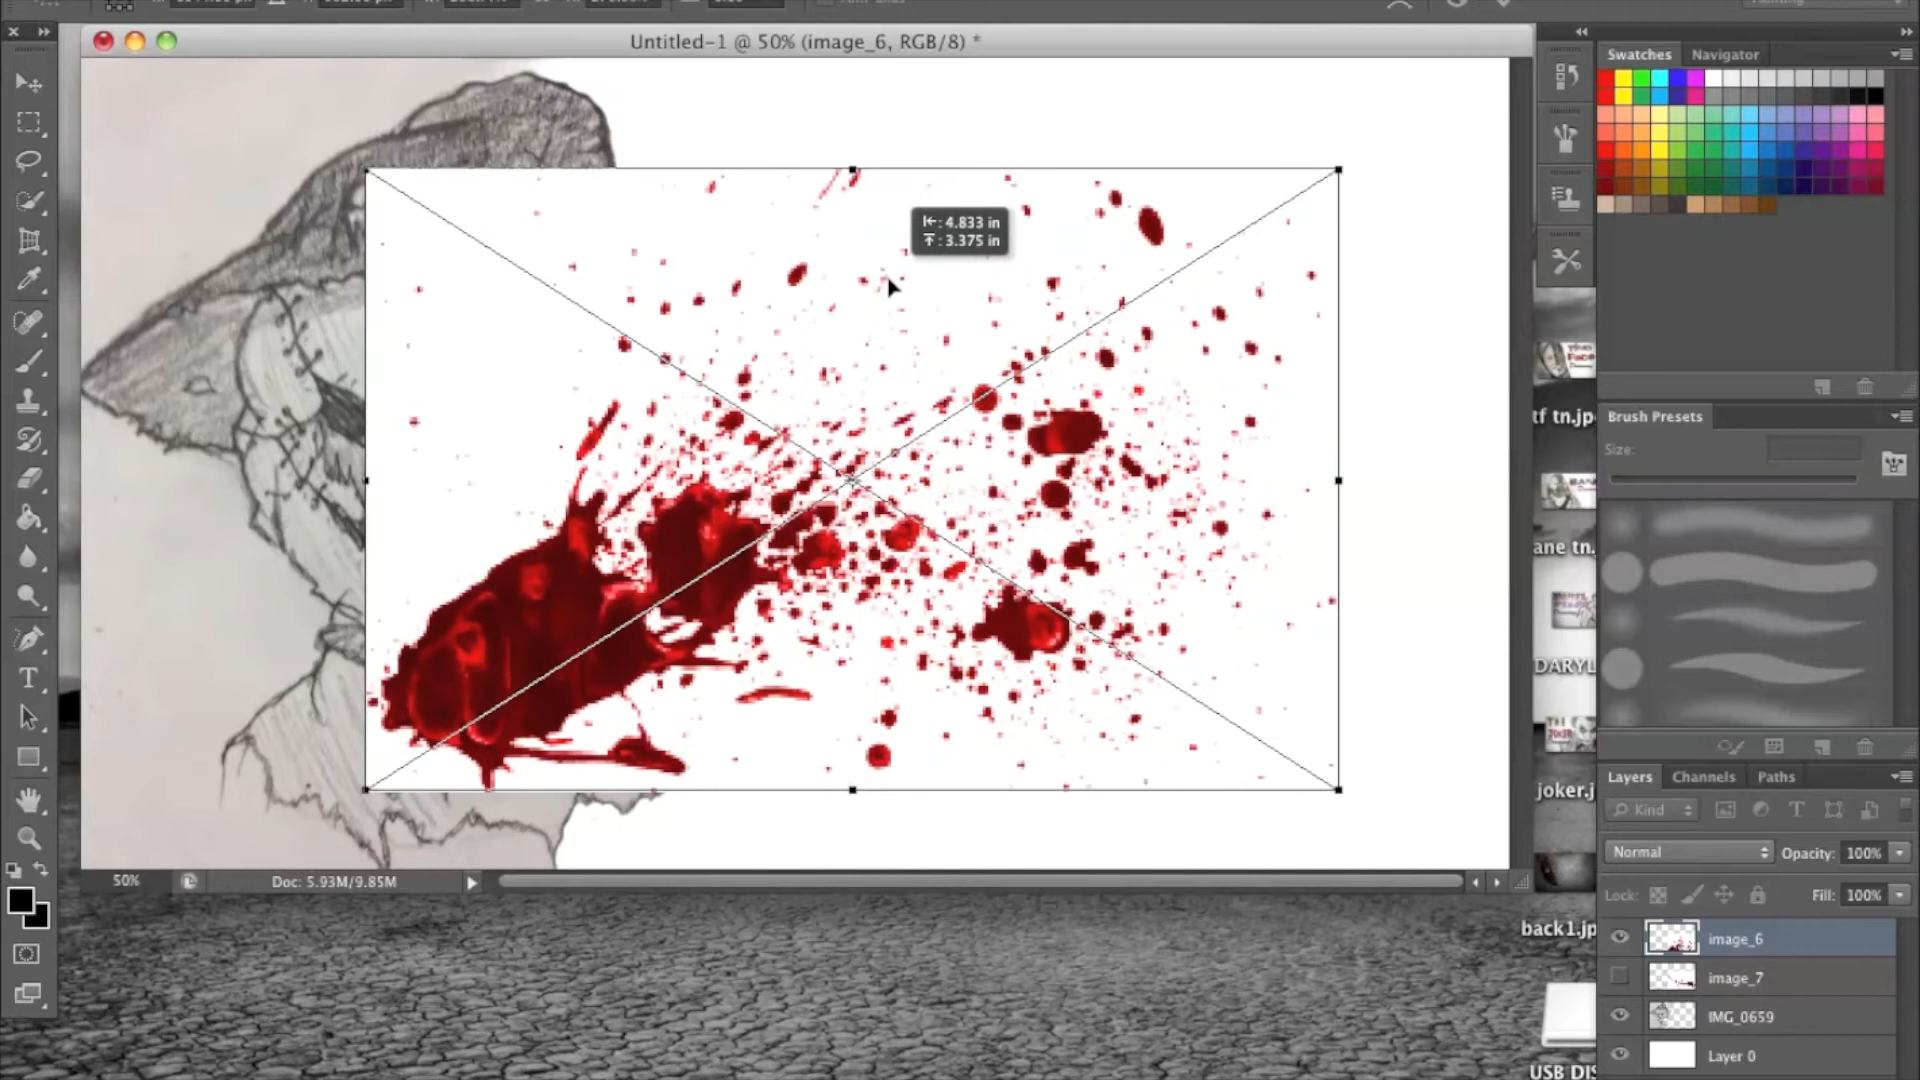 Untitled-1 @ 50% (image_6, RGB/8) *
Swatches
Navigator
⇤: 4.833 in
⤒: 3.375 in
Brush Presets
Size:
tf tn.jp
ane tn.
DARYL
joker.j
back1.jp
USB DIS
Layers
Channels
Paths
Kind
Normal
Opacity: 100%
Lock:
Fill: 100%
image_6
image_7
IMG_0659
Layer 0
50%
Doc: 5.93M/9.85M